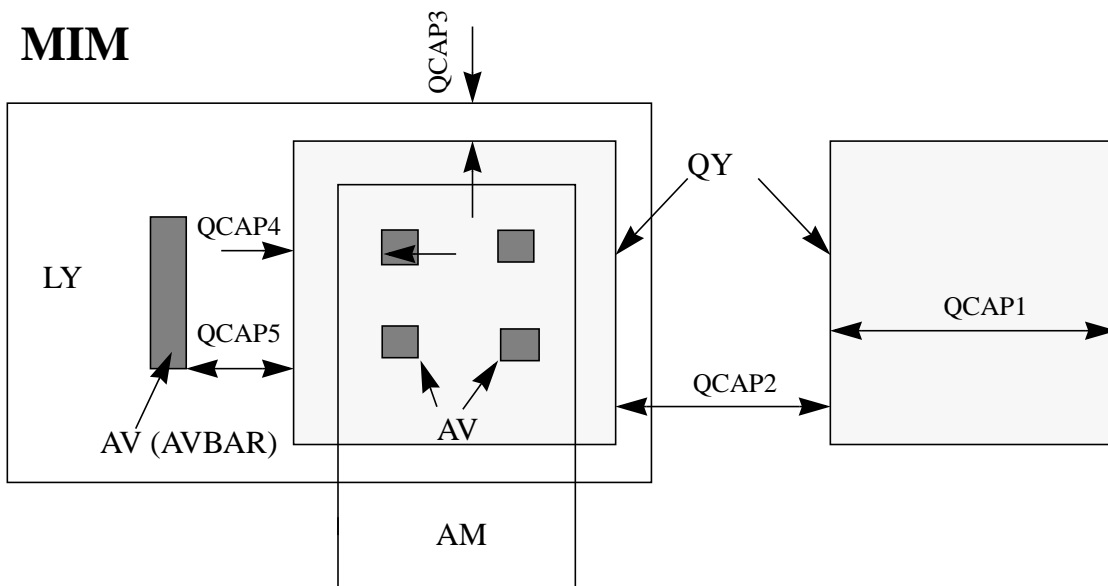 MIM
QCAP3
QY
QCAP4
LY
QCAP1
QCAP5
QCAP2
AV
AV (AVBAR)
AM